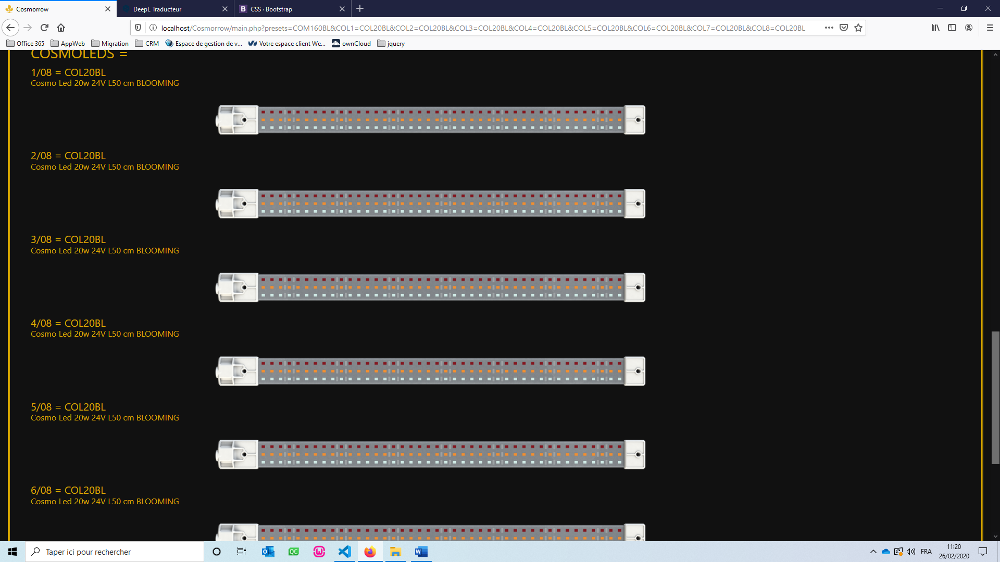 Cosmorrow
DeepL Traducteur
B CSS · Bootstrap
localhost/Cosmorrow/main.php?presets=COM160BL&COL1=COL20BL&COL2=COL20BL&COL3=COL20BL&COL4=COL20BL&COL5=COL20BL&COL6=COL20BL&COL7=COL20BL&COL8=COL20BL
Office 365 AppWeb Migration CRM Espace de gestion de v... Votre espace client We... ownCloud jquery
COSMOLEDS =
1/08 = COL20BL
Cosmo Led 20w 24V L50 cm BLOOMING
2/08 = COL20BL
Cosmo Led 20w 24V L50 cm BLOOMING
3/08 = COL20BL
Cosmo Led 20w 24V L50 cm BLOOMING
4/08 = COL20BL
Cosmo Led 20w 24V L50 cm BLOOMING
5/08 = COL20BL
Cosmo Led 20w 24V L50 cm BLOOMING
6/08 = COL20BL
Cosmo Led 20w 24V L50 cm BLOOMING
Taper ici pour rechercher
QC
FRA
11:20
26/02/2020